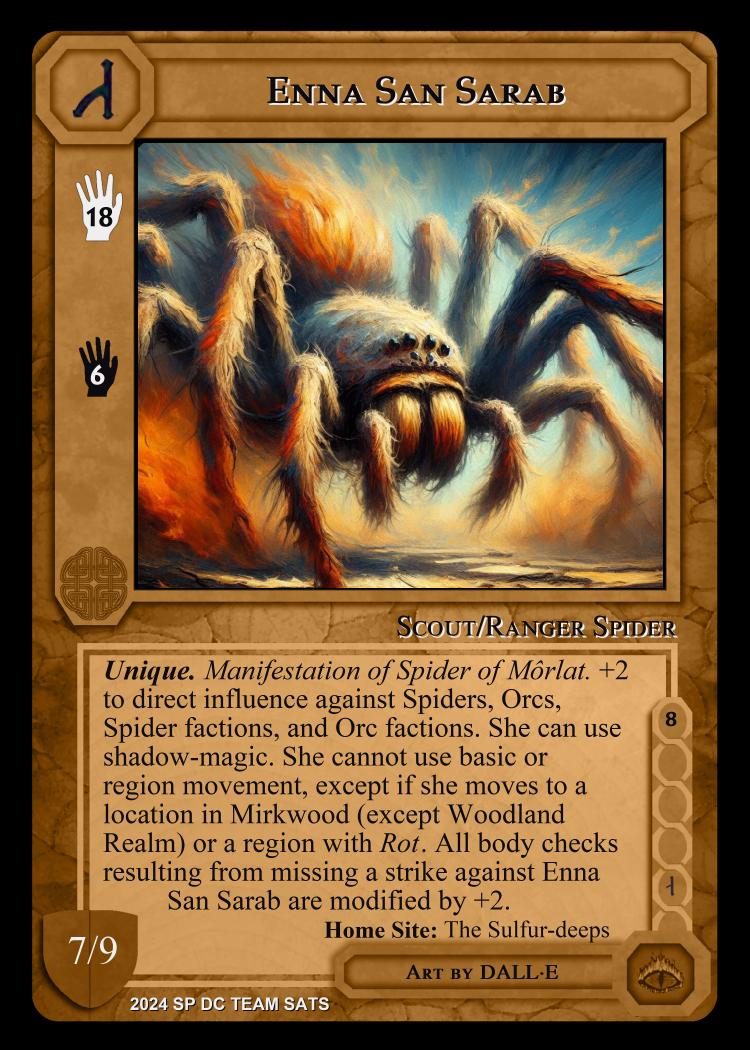 Enna San Sarab
18
6
Scout/Ranger Spider
Unique. Manifestation of Spider of Môrlat. +2
to direct influence against Spiders, Orcs,
Spider factions, and Orc factions. She can use
shadow-magic. She cannot use basic or
region movement, except if she moves to a
location in Mirkwood (except Woodland
Realm) or a region with Rot. All body checks
resulting from missing a strike against Enna
San Sarab are modified by +2.
Home Site: The Sulfur-deeps
8
7/9
Art by DALL·E
2024 SP DC TEAM SATS